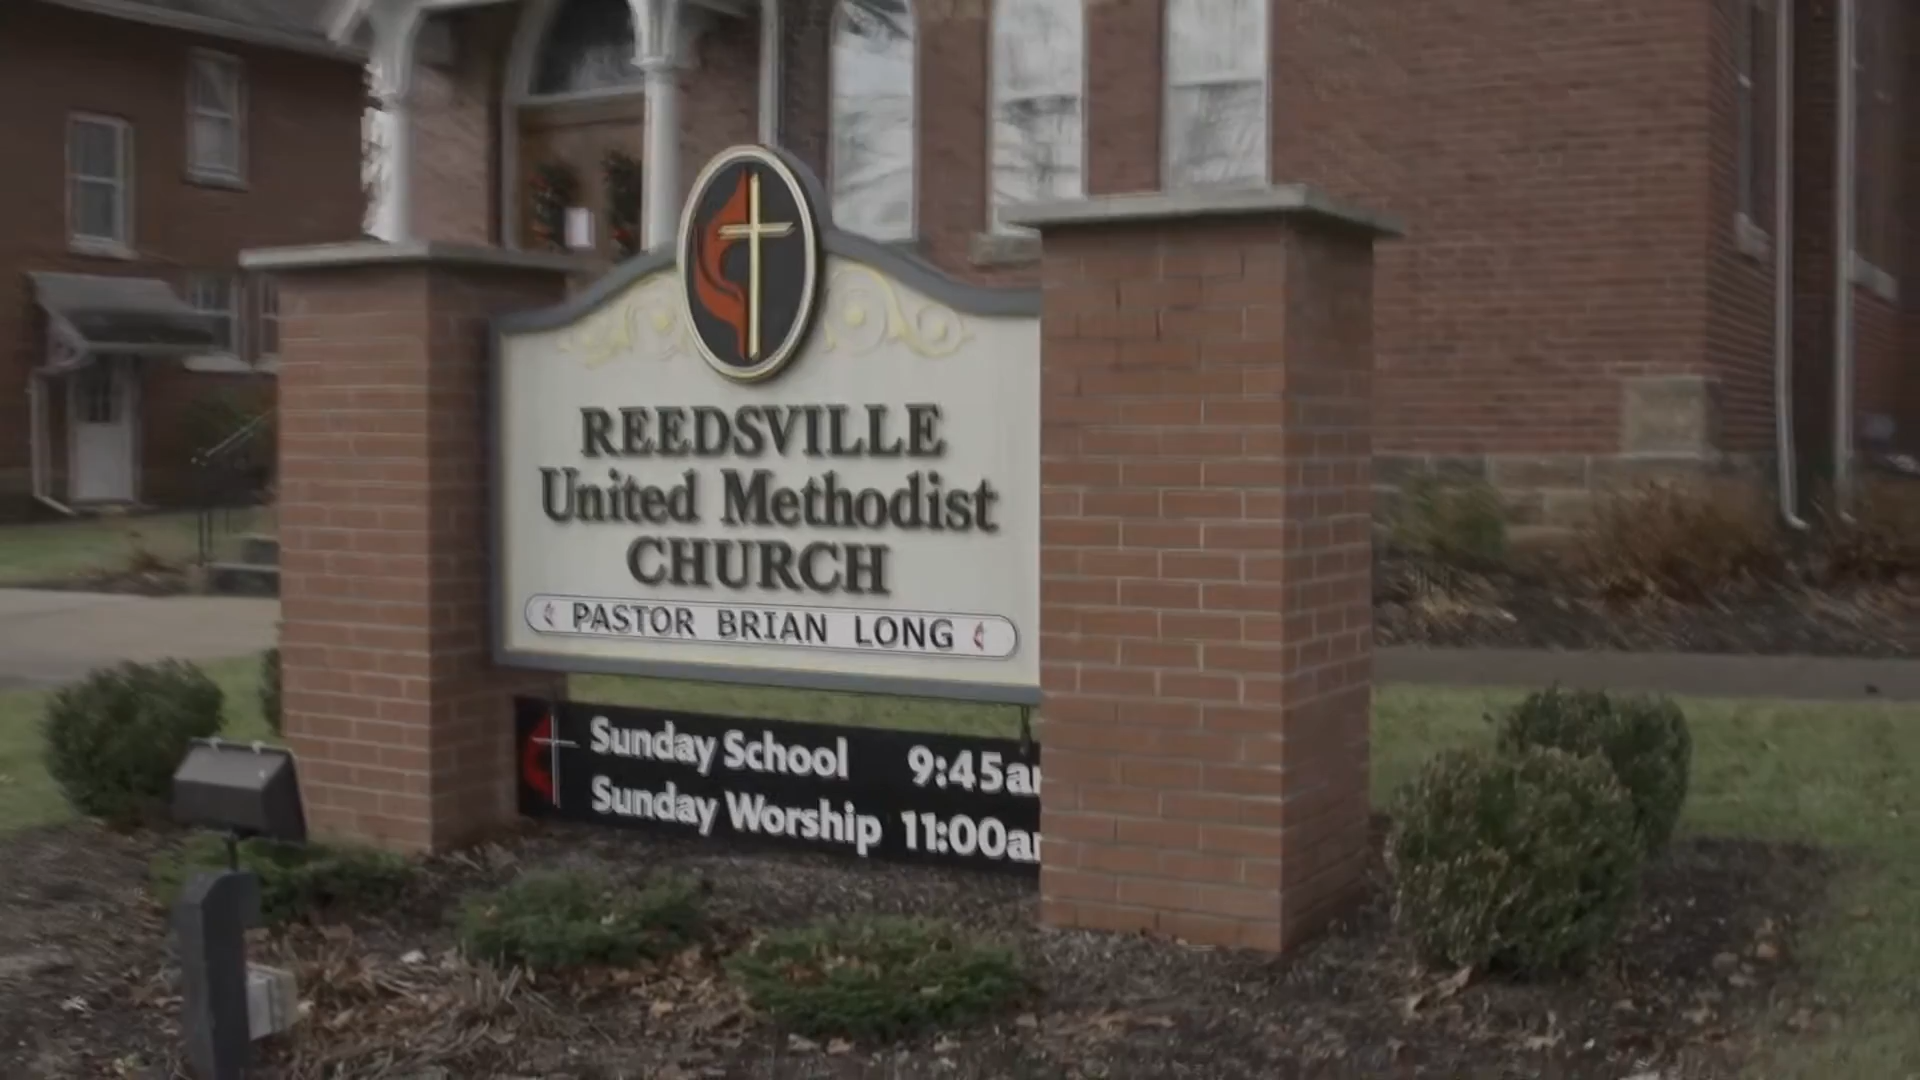 REEDSVILLE
United Methodist
CHURCH
PASTOR BRIAN LONG
Sunday School 9:45a
Sunday Worship 11:00a